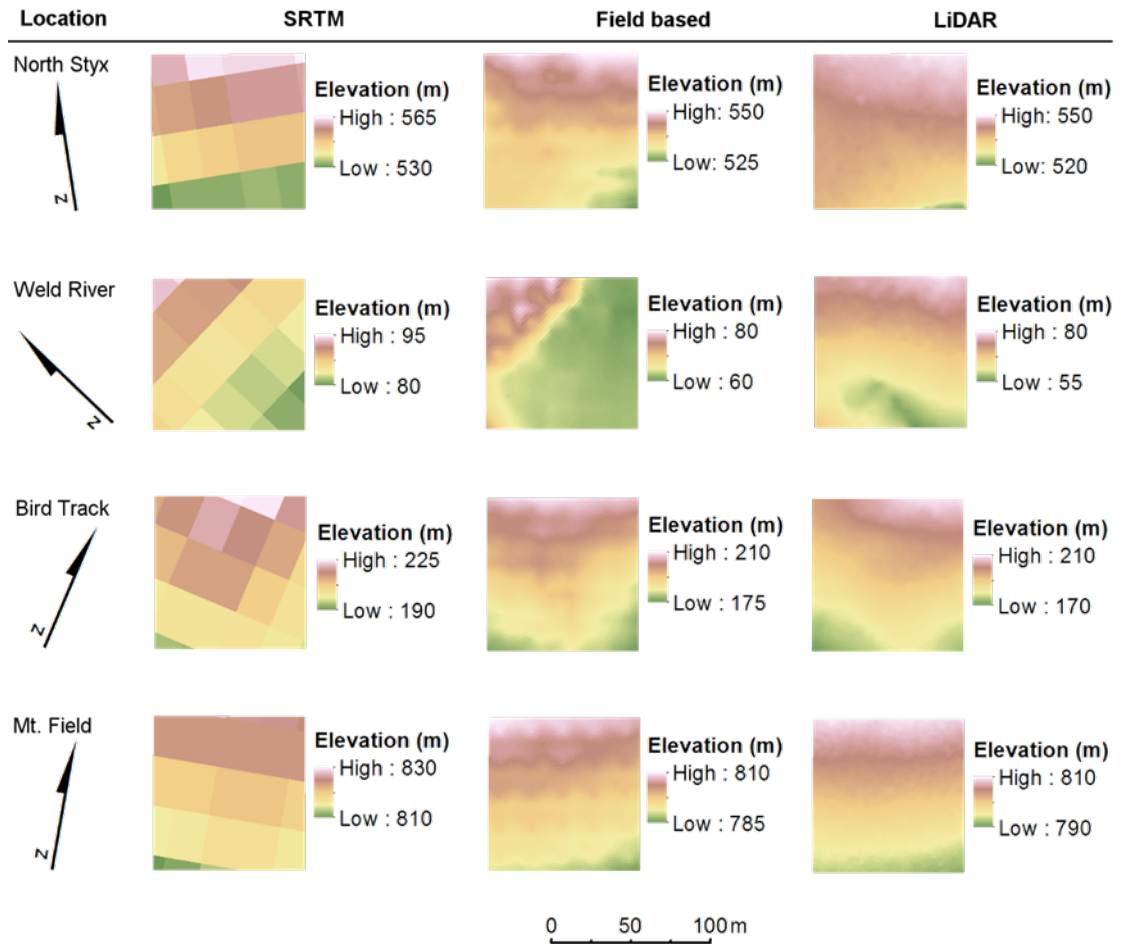 Location SRTM Field based LiDAR
North Styx
Elevation (m) Elevation (m) Elevation (m)
High : 565 High: 550 High: 550
Low : 530 Low: 525 Low: 520
N
Weld River
Elevation (m) Elevation (m) Elevation (m)
High : 95 High : 80 High : 80
Low : 80 Low : 60 Low : 55
N
Bird Track
Elevation (m) Elevation (m) Elevation (m)
High : 225 High : 210 High : 210
Low : 190 Low : 175 Low : 170
N
Mt. Field
Elevation (m) Elevation (m) Elevation (m)
High : 830 High : 810 High : 810
Low : 810 Low : 785 Low : 790
N
0 50 100 m